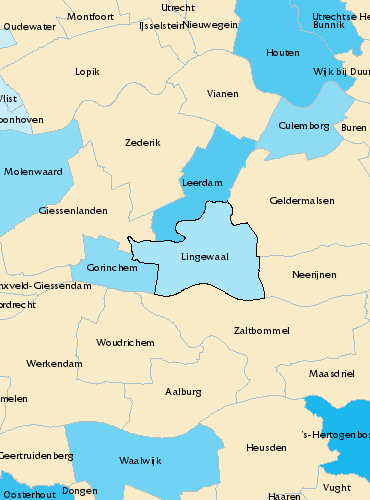 Utrecht
Montfoort
Utrechtse He
Oudewater
IJsselstein
Nieuwegein
Bunnik
Houten
Lopik
Wijk bij Duur
Vianen
Vlist
oonhoven
Culemborg
Buren
Zederik
Molenwaard
Leerdam
Geldermalsen
Giessenlanden
Lingewaal
Gorinchem
Neerijnen
nxveld-Giessendam
ordrecht
Zaltbommel
Woudrichem
Werkendam
Maasdriel
Aalburg
melen
's-Hertogenbos
Geertruidenberg
Heusden
Waalwijk
Vught
Oosterhout
Dongen
Haaren